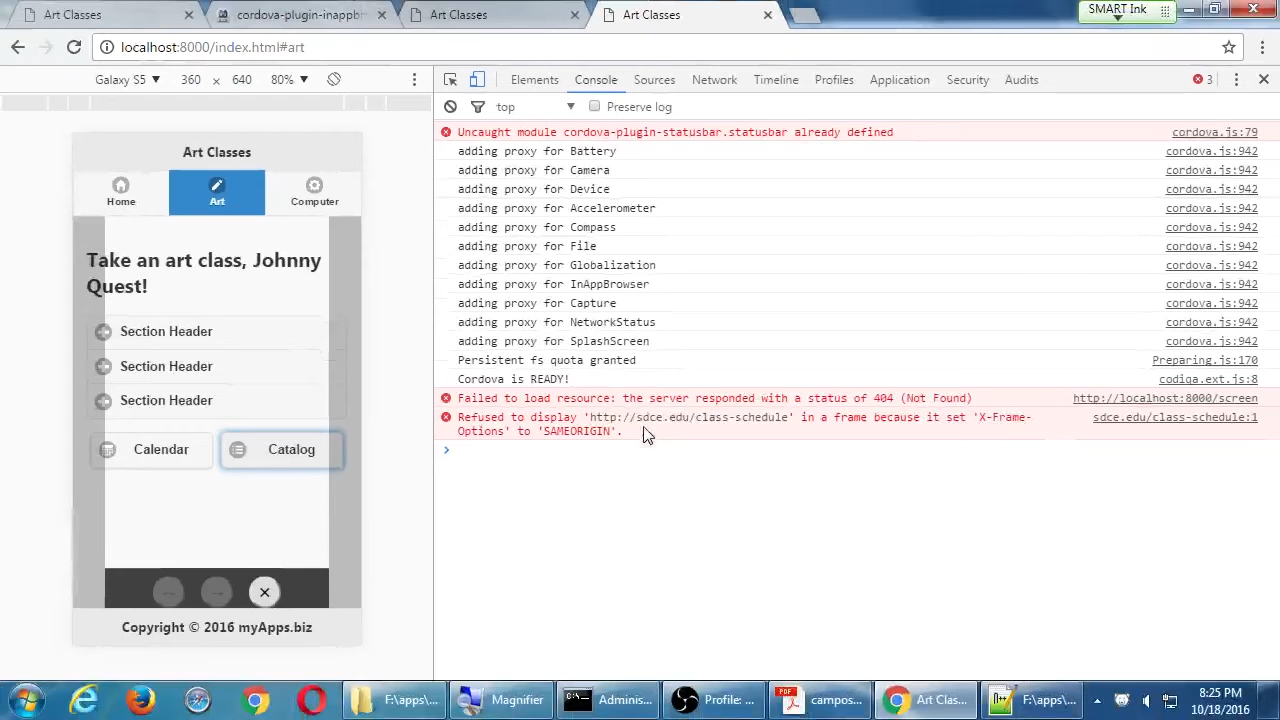 Art Classes
cordova-plugin-inappbr
Art Classes
Art Classes
SMART Ink
localhost:8000/index.html#art
Galaxy S5 360 x 640 80%
Elements Console Sources Network Timeline Profiles Application Security Audits 3
top Preserve log
Art Classes
Home
Art
Computer
Take an art class, Johnny
Quest!
Section Header
Section Header
Section Header
Calendar
Catalog
Copyright © 2016 myApps.biz
Uncaught module cordova-plugin-statusbar.statusbar already defined cordova.js:79
adding proxy for Battery cordova.js:942
adding proxy for Camera cordova.js:942
adding proxy for Device cordova.js:942
adding proxy for Accelerometer cordova.js:942
adding proxy for Compass cordova.js:942
adding proxy for File cordova.js:942
adding proxy for Globalization cordova.js:942
adding proxy for InAppBrowser cordova.js:942
adding proxy for Capture cordova.js:942
adding proxy for NetworkStatus cordova.js:942
adding proxy for SplashScreen cordova.js:942
Persistent fs quota granted Preparing.js:170
Cordova is READY! codiqa.ext.js:8
Failed to load resource: the server responded with a status of 404 (Not Found) http://localhost:8000/screen
Refused to display 'http://sdce.edu/class-schedule' in a frame because it set 'X-Frame- sdce.edu/class-schedule:1
Options' to 'SAMEORIGIN'.
F:\apps\...
Magnifier
Adminis...
Profile: ...
PDF
campos...
Art Clas...
F:\apps\...
8:25 PM
10/18/2016